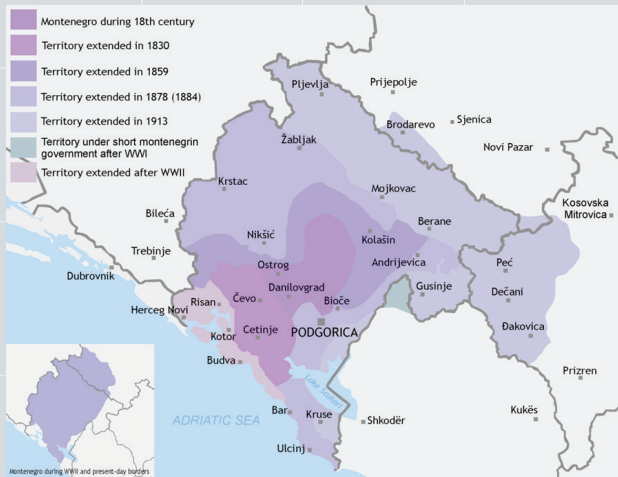 Montenegro during 18th century
Territory extended in 1830
Territory extended in 1859
Territory extended in 1878 (1884)
Territory extended in 1913
Territory under short montenegrin
government after WWI
Territory extended after WWII
Pljevlja
Prijepolje
Sjenica
Brodarevo
Novi Pazar
Žabljak
Krstac
Mojkovac
Kosovska
Mitrovica
Bileća
Berane
Nikšić
Kolašin
Trebinje
Andrijevica
Peć
Dubrovnik
Ostrog
Danilovgrad
Gusinje
Dečani
Risan
Čevo
Bioče
Herceg Novi
Cetinje
PODGORICA
Đakovica
Kotor
Budva
Prizren
Lake Scutari
Bar
Kruse
Shkodër
Kukës
ADRIATIC SEA
Ulcinj
Montenegro during WWII and present-day borders